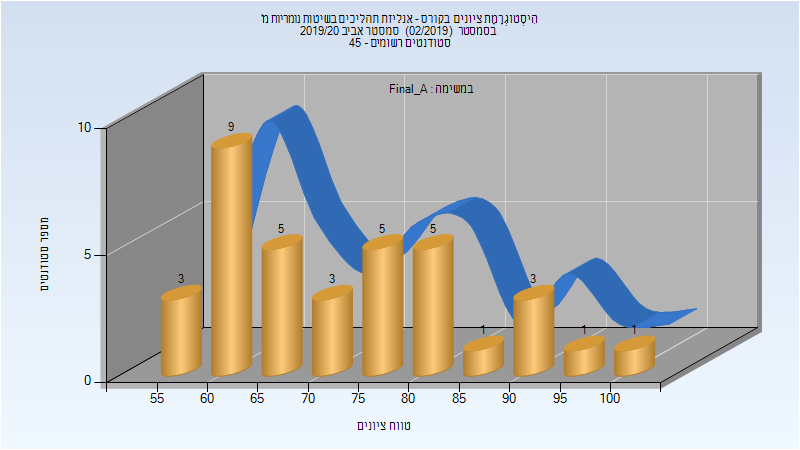 היסטוגרמת ציונים בקורס - אנליזת תהליכים בשיטות נומריות מ'
בסמסטר (02/2019) סמסטר אביב 2019/20
סטודנטים רשומים - 45
במשימה : Final_A
מספר סטודנטים
10
5
0
3
9
5
3
5
5
1
3
1
1
55 60 65 70 75 80 85 90 95 100
טווח ציונים